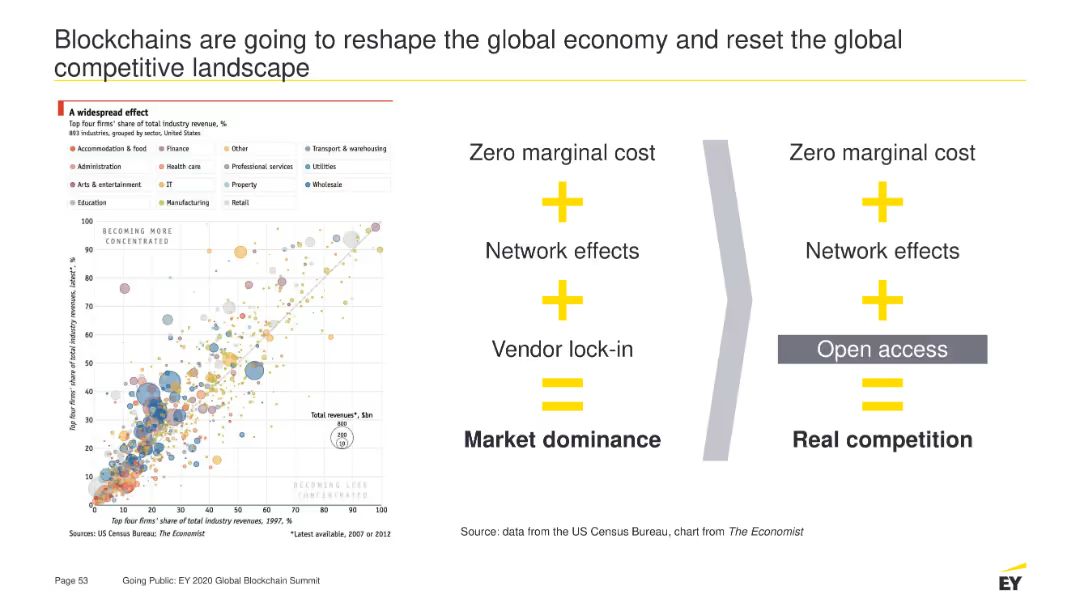 Blockchains are going to reshape the global economy and reset the global
competitive landscape
A widespread effect
Top four firms' share of total industry revenue, %
893 industries, grouped by sector, United States
Accommodation & food
Finance
Other
Transport & warehousing
Administration
Health care
Professional services
Utilities
Arts & entertainment
IT
Property
Wholesale
Education
Manufacturing
Retail
BECOMING MORE
CONCENTRATED
Top four firms' share of total industry revenues, latest*, %
100
90
80
70
60
50
40
30
20
10
0
Total revenues*, $bn
800
200
10
BECOMING LESS
CONCENTRATED
0 10 20 30 40 50 60 70 80 90 100
Top four firms' share of total industry revenues, 1997, %
Sources: US Census Bureau; The Economist
*Latest available, 2007 or 2012
Zero marginal cost
+
Network effects
+
Vendor lock-in
=
Market dominance
Zero marginal cost
+
Network effects
+
Open access
=
Real competition
Source: data from the US Census Bureau, chart from The Economist
Page 53
Going Public: EY 2020 Global Blockchain Summit
EY